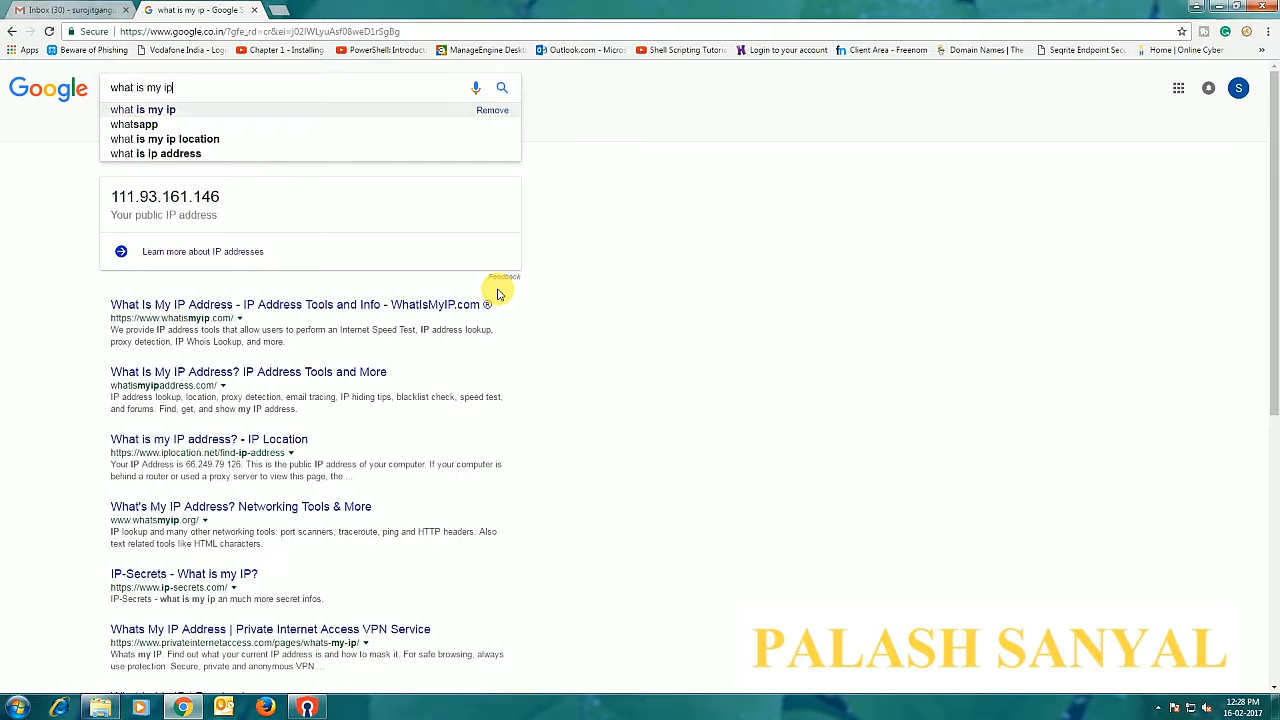 Inbox (30) - surojitgangu
what is my ip - Google S
Secure
https://www.google.co.in/?gfe_rd=cr&ei=j02lWLyuAsf08weD1rSgBg
Apps
Beware of Phishing
Vodafone India - Logi
Chapter 1 - Installing
PowerShell: Introduct
ManageEngine Deskt
Outlook.com - Micros
Shell Scripting Tutoria
Login to your account
Client Area - Freenom
Domain Names | The
Seqrite Endpoint Sec
Home | Online Cyber
Google
what is my ip
what is my ip
Remove
whatsapp
what is my ip location
what is ip address
S
111.93.161.146
Your public IP address
Learn more about IP addresses
Feedback
What Is My IP Address - IP Address Tools and Info - WhatIsMyIP.com ®
https://www.whatismyip.com/
We provide IP address tools that allow users to perform an Internet Speed Test, IP address lookup,
proxy detection, IP Whois Lookup, and more.
What Is My IP Address? IP Address Tools and More
whatismyipaddress.com/
IP address lookup, location, proxy detection, email tracing, IP hiding tips, blacklist check, speed test,
and forums. Find, get, and show my IP address.
What is my IP address? - IP Location
https://www.iplocation.net/find-ip-address
Your IP Address is 66.249.79.126. This is the public IP address of your computer. If your computer is
behind a router or used a proxy server to view this page, the ...
What's My IP Address? Networking Tools & More
www.whatsmyip.org/
IP lookup and many other networking tools: port scanners, traceroute, ping and HTTP headers. Also
text related tools like HTML characters.
IP-Secrets - What is my IP?
https://www.ip-secrets.com/
IP-Secrets - what is my ip an much more secret infos.
Whats My IP Address | Private Internet Access VPN Service
https://www.privateinternetaccess.com/pages/whats-my-ip/
Whats my IP. Find out what your current IP address is and how to mask it. For safe browsing, always
use protection. Secure, private and anonymous VPN ...
PALASH SANYAL
12:28 PM
16-02-2017